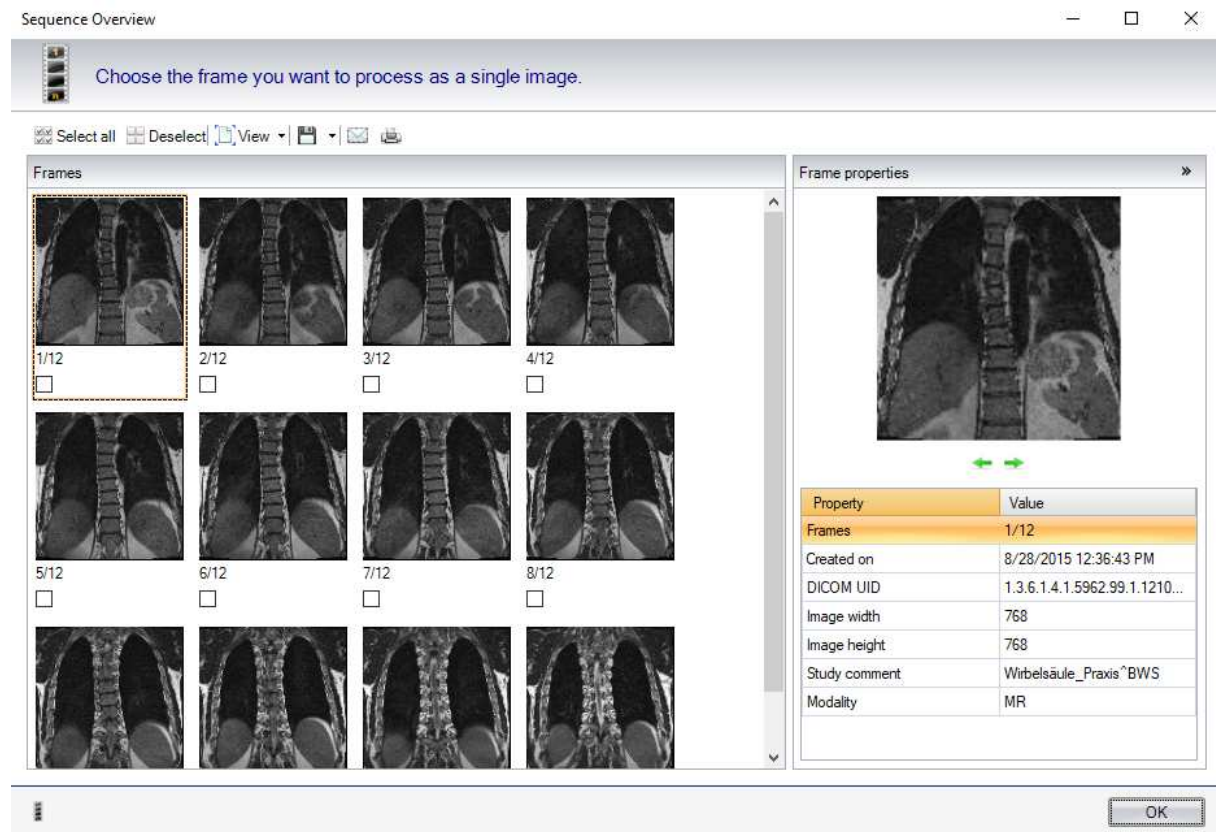 Sequence Overview
Choose the frame you want to process as a single image.
Select all Deselect View
Frames
1/12 2/12 3/12 4/12
5/12 6/12 7/12 8/12
Frame properties »
Property Value
Frames 1/12
Created on 8/28/2015 12:36:43 PM
DICOM UID 1.3.6.1.4.1.5962.99.1.1210...
Image width 768
Image height 768
Study comment Wirbelsäule_Praxis^BWS
Modality MR
OK